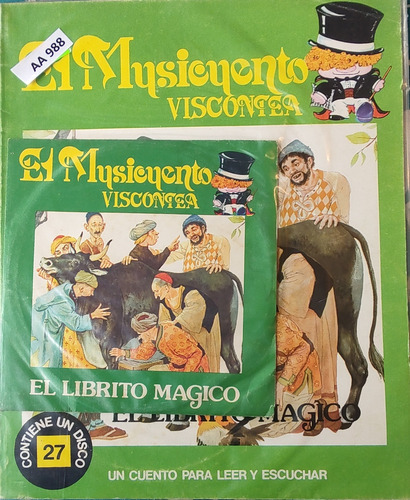 AA 988
El Musicuento
VISCONTEA
El Musicuento
VISCONTEA
EL LIBRITO MAGICO
EL LIBRITO MAGICO
CONTIENE UN DISCO
27
UN CUENTO PARA LEER Y ESCUCHAR